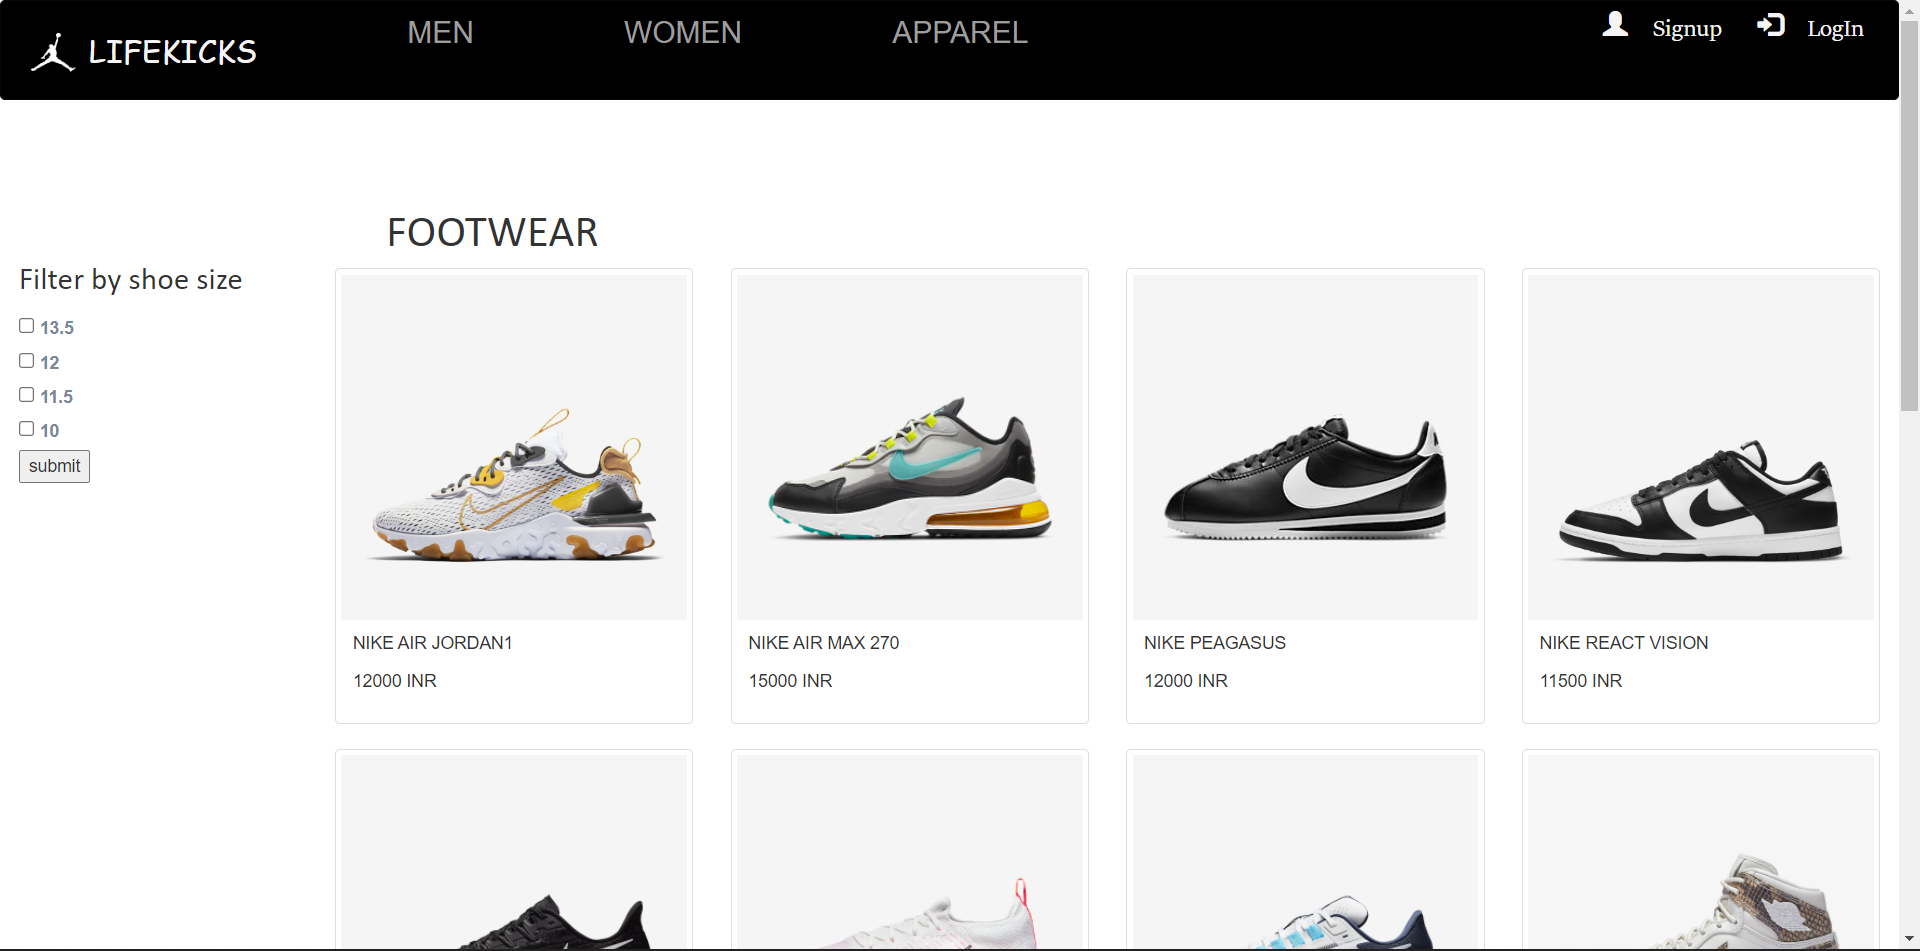 LIFEKICKS MEN WOMEN APPAREL Signup LogIn
FOOTWEAR
Filter by shoe size
13.5
12
11.5
10
submit
NIKE AIR JORDAN1
12000 INR
NIKE AIR MAX 270
15000 INR
NIKE PEAGASUS
12000 INR
NIKE REACT VISION
11500 INR